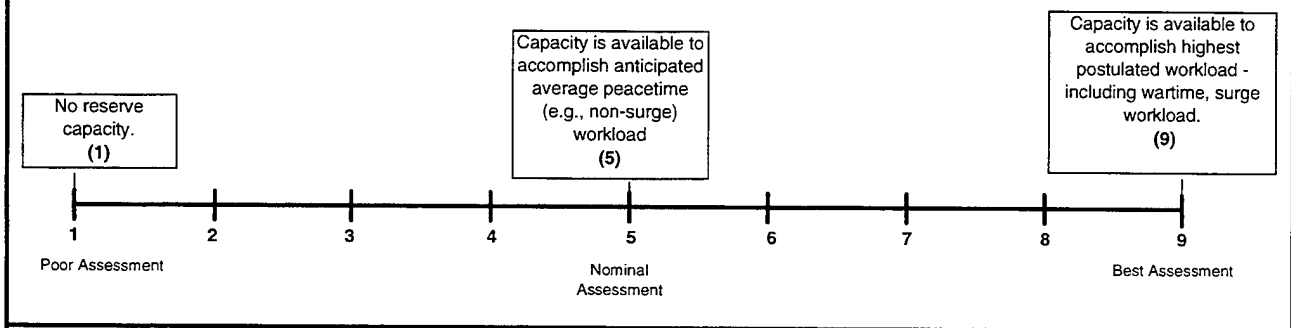 No reserve
capacity.
(1)
Capacity is available to
accomplish anticipated
average peacetime
(e.g., non-surge)
workload
(5)
Capacity is available to
accomplish highest
postulated workload -
including wartime, surge
workload.
(9)
1 2 3 4 5 6 7 8 9
Poor Assessment
Nominal
Assessment
Best Assessment